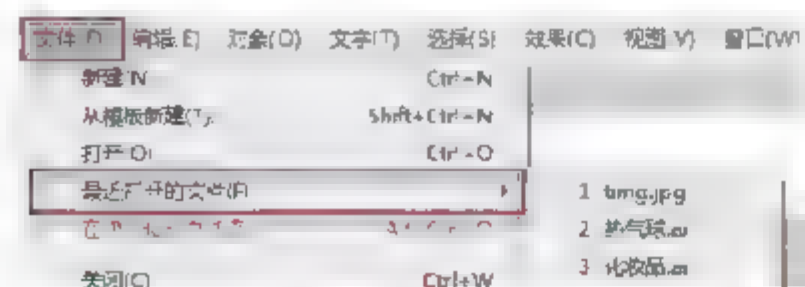 文件(F) 编辑(E) 对象(O) 文字(T) 选择(S) 效果(C) 视图(V) 窗口(W)
新建(N) Ctrl+N
从模板新建(T) Shift+Ctrl+N
打开(O) Ctrl+O
最近打开的文件(F)
1 timg.jpg
2 热气球.ai
3 化妆品.ai
关闭(C) Ctrl+W